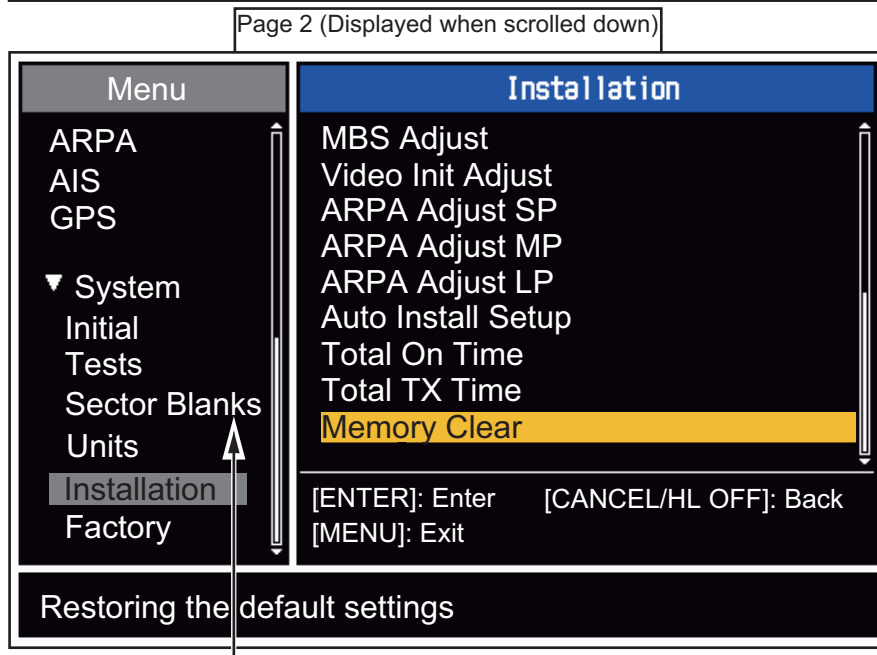 Page 2 (Displayed when scrolled down)
Menu
ARPA
AIS
GPS
▼ System
Initial
Tests
Sector Blanks
Units
Installation
Factory
Installation
MBS Adjust
Video Init Adjust
ARPA Adjust SP
ARPA Adjust MP
ARPA Adjust LP
Auto Install Setup
Total On Time
Total TX Time
Memory Clear
[ENTER]: Enter [CANCEL/HL OFF]: Back
[MENU]: Exit
Restoring the default settings